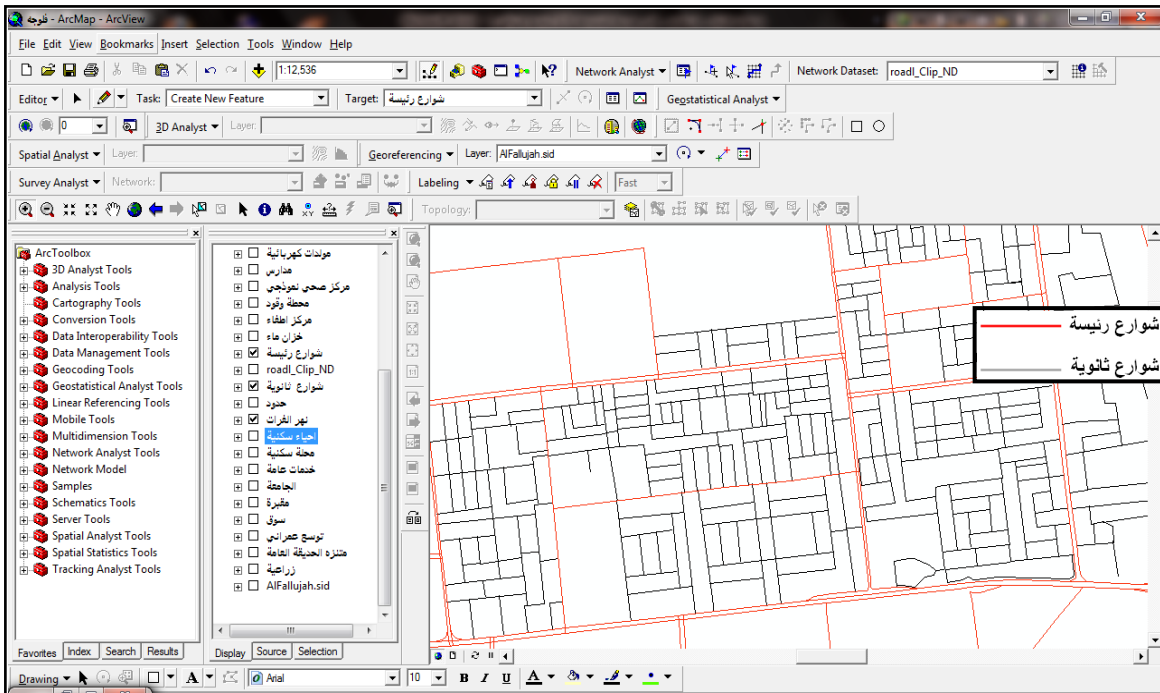 فلوجه - ArcMap - ArcView
File Edit View Bookmarks Insert Selection Tools Window Help
1:12,536 Network Analyst Network Dataset: roadl_Clip_ND
Editor Task: Create New Feature Target: شوارع رئيسة Geostatistical Analyst
0 3D Analyst Layer:
Spatial Analyst Layer: Georeferencing Layer: AlFallujah.sid
Survey Analyst Network: Labeling Fast
Topology:
ArcToolbox
3D Analyst Tools
Analysis Tools
Cartography Tools
Conversion Tools
Data Interoperability Tools
Data Management Tools
Geocoding Tools
Geostatistical Analyst Tools
Linear Referencing Tools
Mobile Tools
Multidimension Tools
Network Analyst Tools
Network Model
Samples
Schematics Tools
Server Tools
Spatial Analyst Tools
Spatial Statistics Tools
Tracking Analyst Tools
Favorites Index Search Results
مولدات كهربائية
مدارس
مركز صحي نموذجي
محطة وقود
مركز اطفاء
خزان ماء
شوارع رئيسة
roadl_Clip_ND
شوارع ثانوية
حدود
نهر الفرات
احياء سكنية
محلة سكنية
خدمات عامة
الجامعة
مقبرة
سوق
توسع عمراني
متنزه الحديقة العامة
زراعية
AlFallujah.sid
Display Source Selection
1:1
شوارع رئيسة
شوارع ثانوية
Drawing A Arial 10 B I U A